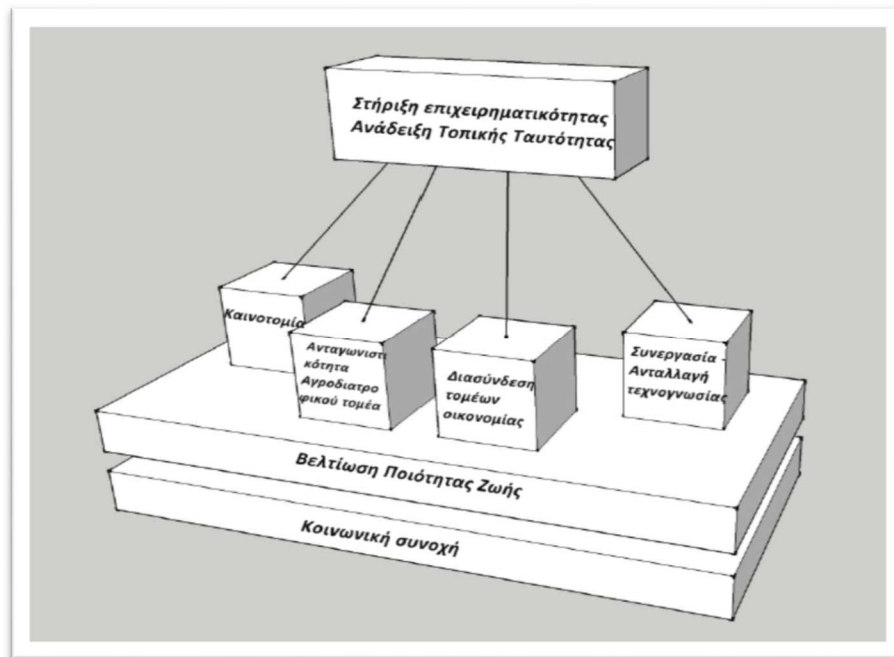 Στήριξη επιχειρηματικότητας
Ανάδειξη Τοπικής Ταυτότητας
Καινοτομία
Ανταγωνιστι
κότητα
Αγροδιατρο
φικού τομέα
Διασύνδεση
τομέων
οικονομίας
Συνεργασία -
Ανταλλαγή
τεχνογνωσίας
Βελτίωση Ποιότητας Ζωής
Κοινωνική συνοχή